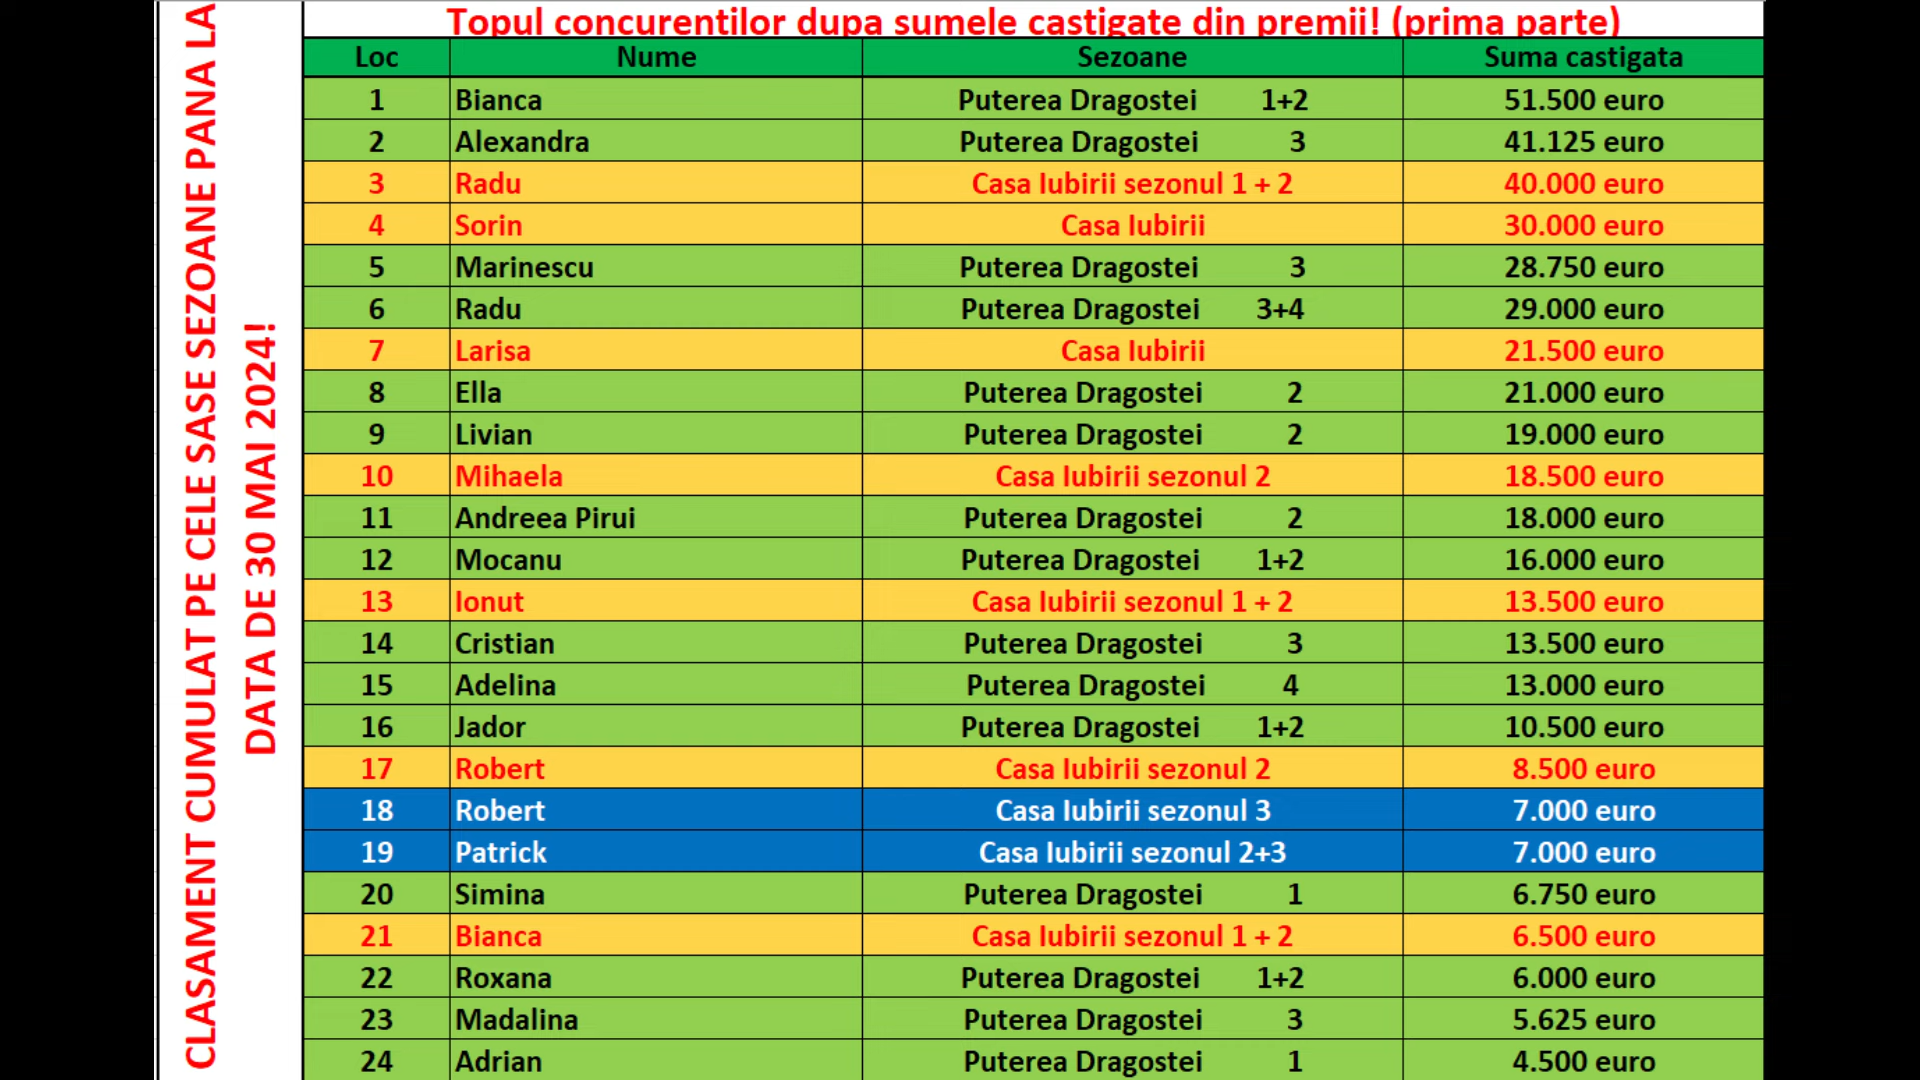 CLASAMENT CUMULAT PE CELE SASE SEZOANE PANA LA
DATA DE 30 MAI 2024!
Topul concurentilor dupa sumele castigate din premii! (prima parte)
Loc Nume Sezoane Suma castigata
1 Bianca Puterea Dragostei 1+2 51.500 euro
2 Alexandra Puterea Dragostei 3 41.125 euro
3 Radu Casa Iubirii sezonul 1 + 2 40.000 euro
4 Sorin Casa Iubirii 30.000 euro
5 Marinescu Puterea Dragostei 3 28.750 euro
6 Radu Puterea Dragostei 3+4 29.000 euro
7 Larisa Casa Iubirii 21.500 euro
8 Ella Puterea Dragostei 2 21.000 euro
9 Livian Puterea Dragostei 2 19.000 euro
10 Mihaela Casa Iubirii sezonul 2 18.500 euro
11 Andreea Pirui Puterea Dragostei 2 18.000 euro
12 Mocanu Puterea Dragostei 1+2 16.000 euro
13 Ionut Casa Iubirii sezonul 1 + 2 13.500 euro
14 Cristian Puterea Dragostei 3 13.500 euro
15 Adelina Puterea Dragostei 4 13.000 euro
16 Jador Puterea Dragostei 1+2 10.500 euro
17 Robert Casa Iubirii sezonul 2 8.500 euro
18 Robert Casa Iubirii sezonul 3 7.000 euro
19 Patrick Casa Iubirii sezonul 2+3 7.000 euro
20 Simina Puterea Dragostei 1 6.750 euro
21 Bianca Casa Iubirii sezonul 1 + 2 6.500 euro
22 Roxana Puterea Dragostei 1+2 6.000 euro
23 Madalina Puterea Dragostei 3 5.625 euro
24 Adrian Puterea Dragostei 1 4.500 euro